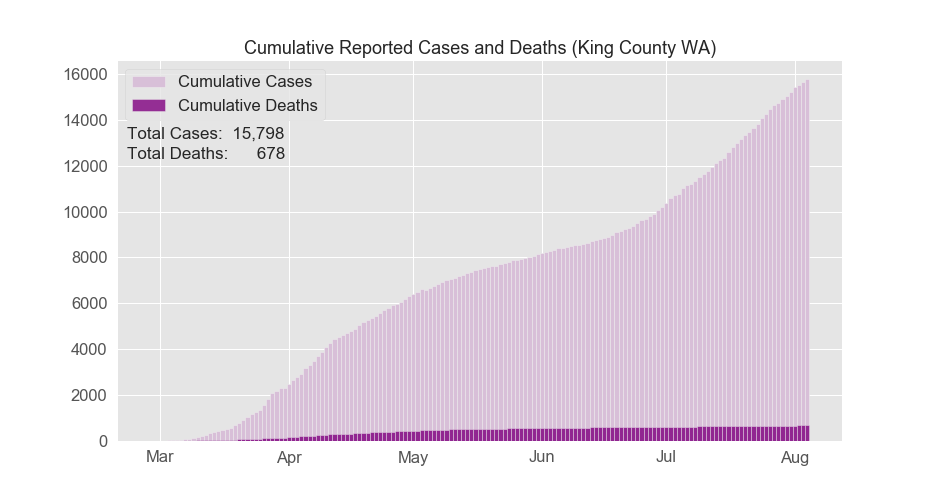 Cumulative Reported Cases and Deaths (King County WA)
16000
14000
12000
10000
8000
6000
4000
2000
0
Cumulative Cases
Cumulative Deaths
Total Cases: 15,798
Total Deaths: 678
Mar Apr May Jun Jul Aug